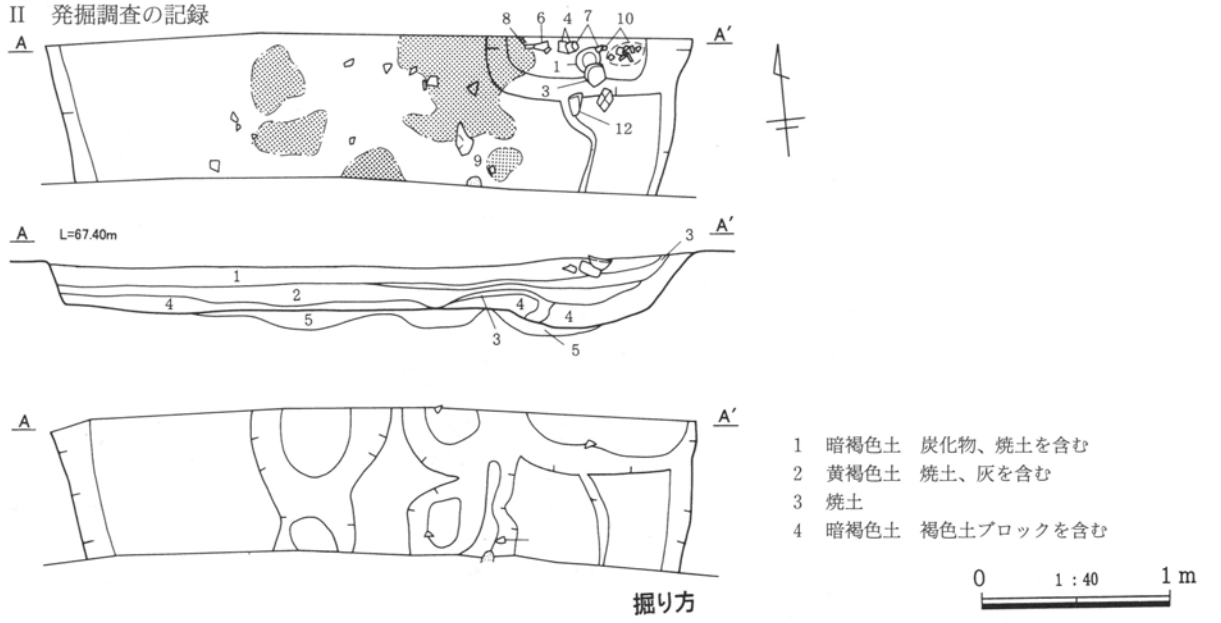 II 発掘調査の記録
8 6 4 7 10
A A′
1
3
12
9
A L=67.40m 3 A′
1
2
4 4 4
5
3 5
A A′
1 暗褐色土 炭化物、焼土を含む
2 黄褐色土 焼土、灰を含む
3 焼土
4 暗褐色土 褐色土ブロックを含む
0 1:40 1m
掘り方